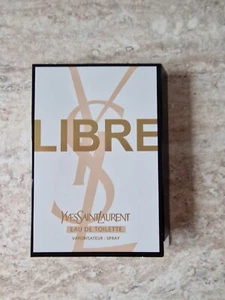 LIBRE
YVESSAINTLAURENT
EAU DE TOILETTE
VAPORISATEUR - SPRAY